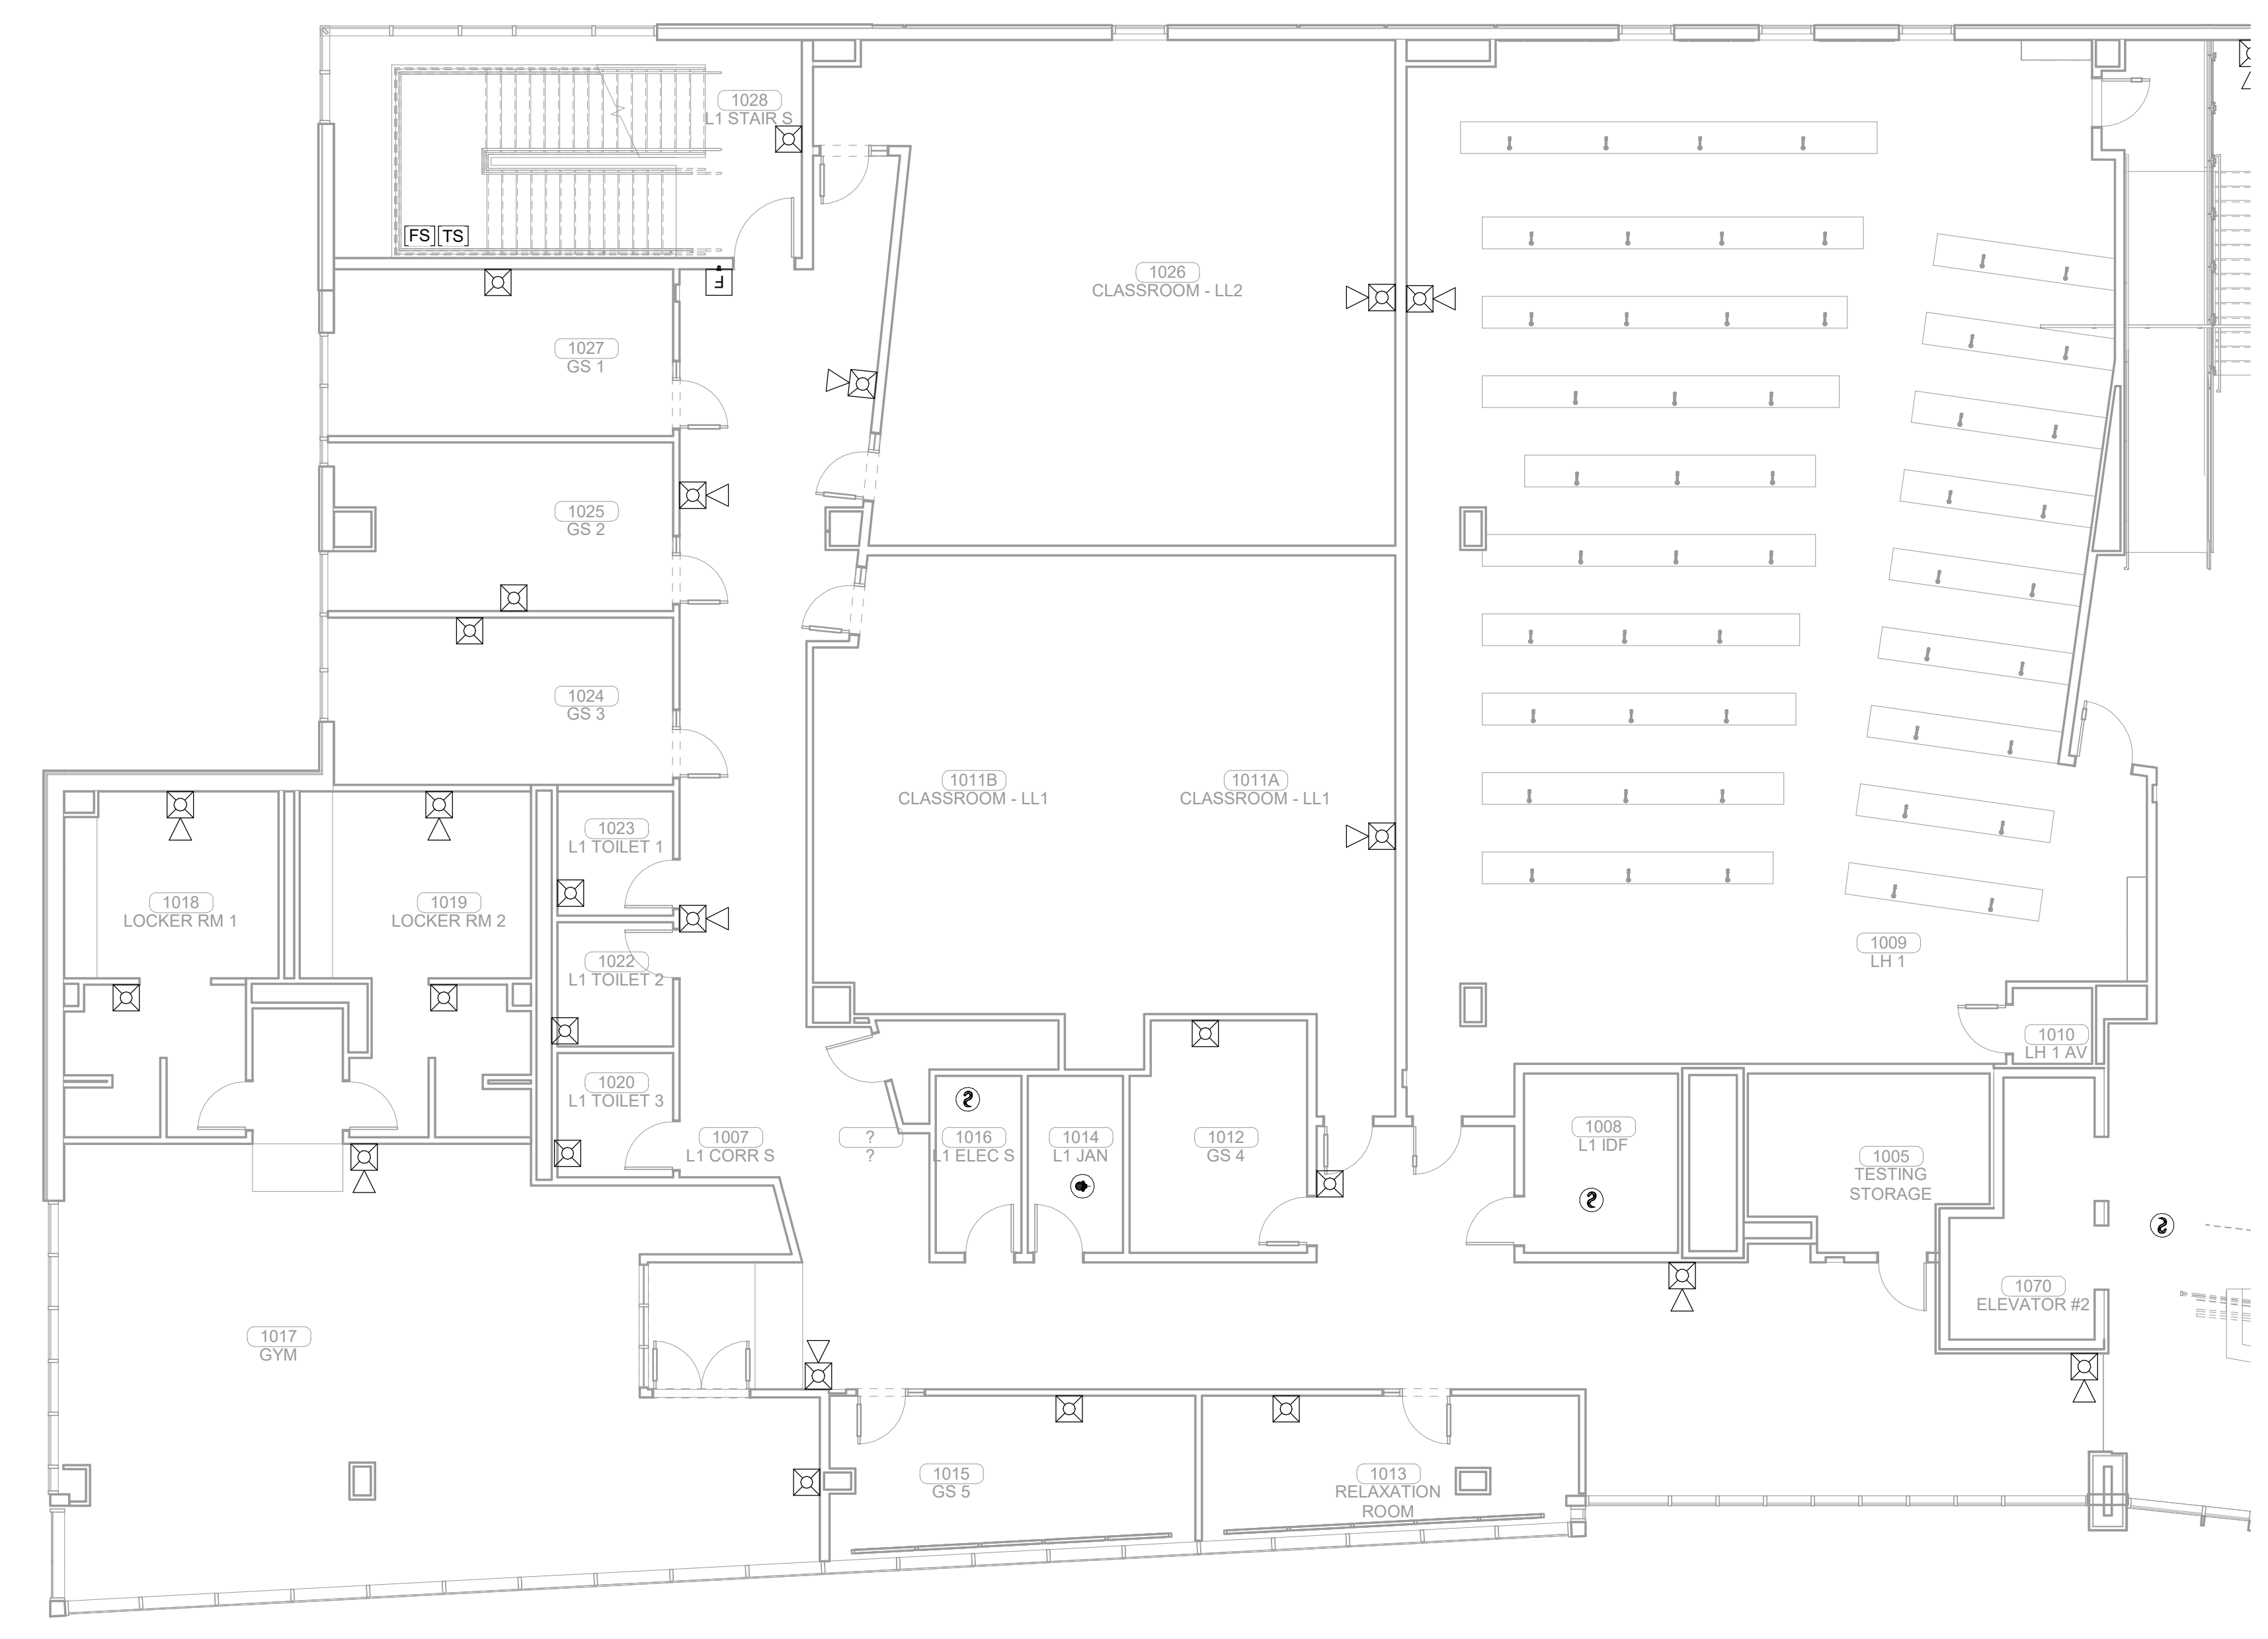 1028
L1 STAIR S
FS TS
F
1026
CLASSROOM - LL2
1027
GS 1
1025
GS 2
1024
GS 3
1011B
CLASSROOM - LL1
1011A
CLASSROOM - LL1
1023
L1 TOILET 1
1018
LOCKER RM 1
1019
LOCKER RM 2
1022
L1 TOILET 2
1009
LH 1
1010
LH 1 AV
1020
L1 TOILET 3
1007
L1 CORR S
?
?
1016
L1 ELEC S
1014
L1 JAN
1012
GS 4
1008
L1 IDF
1005
TESTING
STORAGE
1070
ELEVATOR #2
1017
GYM
1015
GS 5
1013
RELAXATION
ROOM